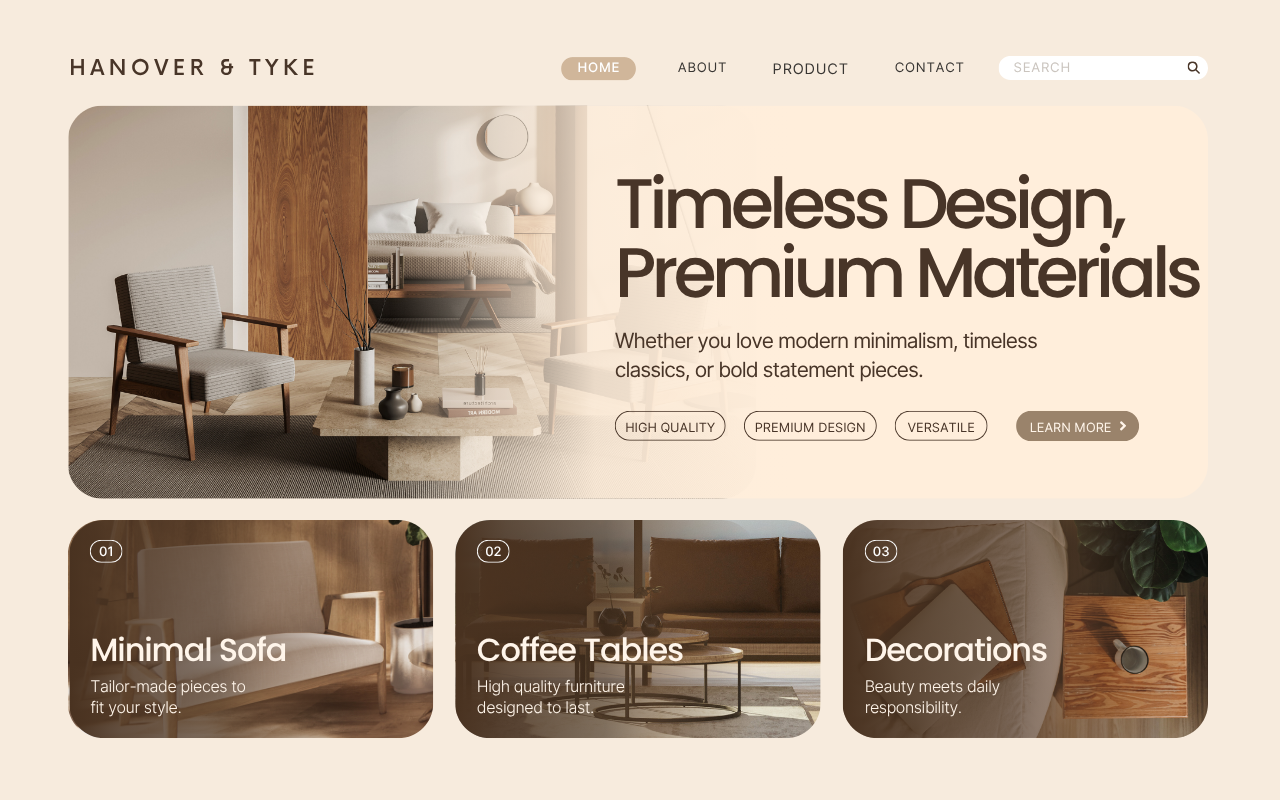 HANOVER & TYKE
HOME
ABOUT
PRODUCT
CONTACT
SEARCH
Timeless Design,
Premium Materials
Whether you love modern minimalism, timeless
classics, or bold statement pieces.
HIGH QUALITY
PREMIUM DESIGN
VERSATILE
LEARN MORE
01
Minimal Sofa
Tailor-made pieces to
fit your style.
02
Coffee Tables
High quality furniture
designed to last.
03
Decorations
Beauty meets daily
responsibility.